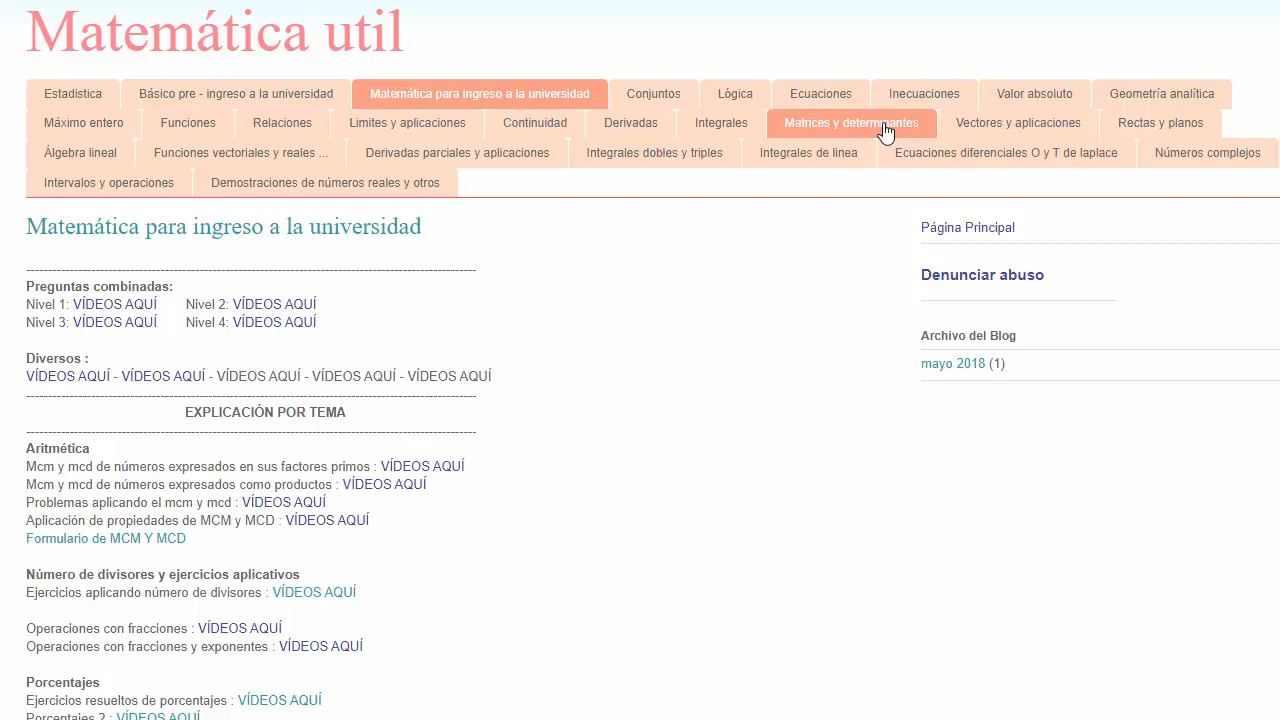 Matemática util
Estadistica Básico pre - ingreso a la universidad Matemática para ingreso a la universidad Conjuntos Lógica Ecuaciones Inecuaciones Valor absoluto Geometría analítica
Máximo entero Funciones Relaciones Limites y aplicaciones Continuidad Derivadas Integrales Matrices y determinantes Vectores y aplicaciones Rectas y planos
Álgebra lineal Funciones vectoriales y reales ... Derivadas parciales y aplicaciones Integrales dobles y triples Integrales de linea Ecuaciones diferenciales O y T de laplace Números complejos
Intervalos y operaciones Demostraciones de números reales y otros
Matemática para ingreso a la universidad
Preguntas combinadas:
Nivel 1: VÍDEOS AQUÍ Nivel 2: VÍDEOS AQUÍ
Nivel 3: VÍDEOS AQUÍ Nivel 4: VÍDEOS AQUÍ
Diversos :
VÍDEOS AQUÍ - VÍDEOS AQUÍ - VÍDEOS AQUÍ - VÍDEOS AQUÍ - VÍDEOS AQUÍ
EXPLICACIÓN POR TEMA
Aritmética
Mcm y mcd de números expresados en sus factores primos : VÍDEOS AQUÍ
Mcm y mcd de números expresados como productos : VÍDEOS AQUÍ
Problemas aplicando el mcm y mcd : VÍDEOS AQUÍ
Aplicación de propiedades de MCM y MCD : VÍDEOS AQUÍ
Formulario de MCM Y MCD
Número de divisores y ejercicios aplicativos
Ejercicios aplicando número de divisores : VÍDEOS AQUÍ
Operaciones con fracciones : VÍDEOS AQUÍ
Operaciones con fracciones y exponentes : VÍDEOS AQUÍ
Porcentajes
Ejercicios resueltos de porcentajes : VÍDEOS AQUÍ
Porcentajes 2 : VÍDEOS AQUÍ
Página Principal
Denunciar abuso
Archivo del Blog
mayo 2018 (1)